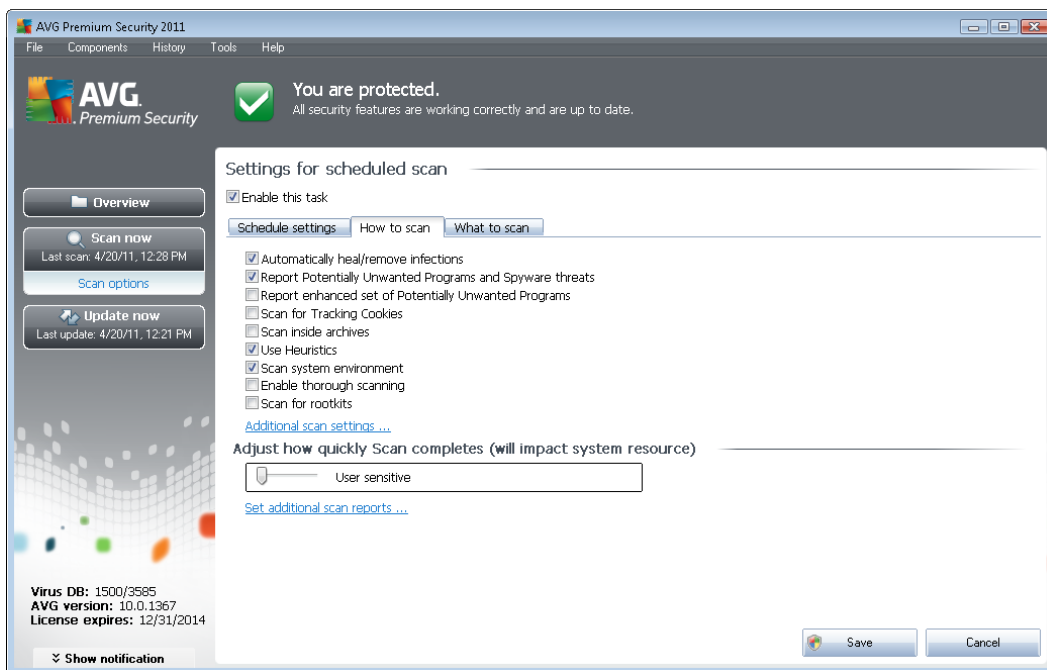 AVG Premium Security 2011
File Components History Tools Help
AVG.
Premium Security
You are protected.
All security features are working correctly and are up to date.
Overview
Scan now
Last scan: 4/20/11, 12:28 PM
Scan options
Update now
Last update: 4/20/11, 12:21 PM
Virus DB: 1500/3585
AVG version: 10.0.1367
License expires: 12/31/2014
Show notification
Settings for scheduled scan
Enable this task
Schedule settings How to scan What to scan
Automatically heal/remove infections
Report Potentially Unwanted Programs and Spyware threats
Report enhanced set of Potentially Unwanted Programs
Scan for Tracking Cookies
Scan inside archives
Use Heuristics
Scan system environment
Enable thorough scanning
Scan for rootkits
Additional scan settings ...
Adjust how quickly Scan completes (will impact system resource)
User sensitive
Set additional scan reports ...
Save Cancel